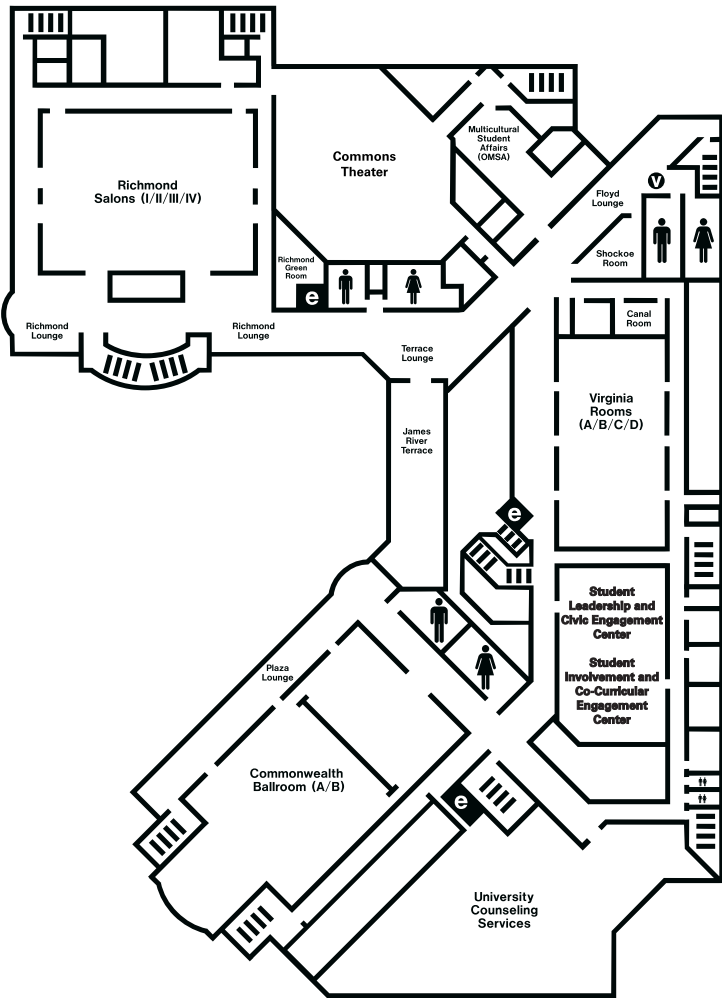 Multicultural
Student
Affairs
(OMSA)
Commons
Theater
V
Richmond
Salons (I/II/III/IV)
Floyd
Lounge
Shockoe
Room
Richmond
Green
Room
e
Canal
Room
Richmond
Lounge
Richmond
Lounge
Terrace
Lounge
Virginia
Rooms
(A/B/C/D)
James
River
Terrace
e
Student
Leadership and
Civic Engagement
Center
Student
Involvement and
Co-Curricular
Engagement
Center
Plaza
Lounge
Commonwealth
Ballroom (A/B)
e
University
Counseling
Services